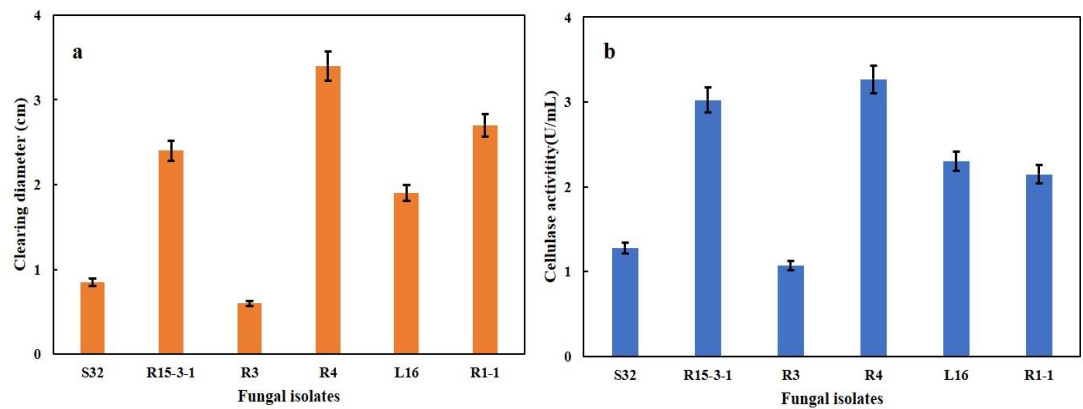 a
Clearing diameter (cm)
4
3
2
1
0
S32 R15-3-1 R3 R4 L16 R1-1
Fungal isolates
b
Cellulase activitity(U/mL)
4
3
2
1
0
S32 R15-3-1 R3 R4 L16 R1-1
Fungal isolates